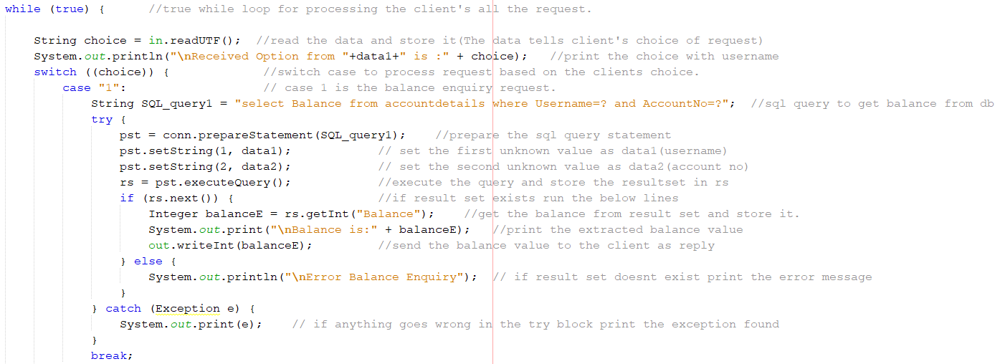 while (true) {      //true while loop for processing the client's all the request.
    String choice = in.readUTF();  //read the data and store it(The data tells client's choice of request)
    System.out.println("\nReceived Option from "+data1+" is :" + choice);   //print the choice with username
    switch ((choice)) {             //switch case to process request based on the clients choice.
        case "1":                   // case 1 is the balance enquiry request.
            String SQL_query1 = "select Balance from accountdetails where Username=? and AccountNo=?";  //sql query to get balance from db
            try {
                pst = conn.prepareStatement(SQL_query1);    //prepare the sql query statement
                pst.setString(1, data1);            // set the first unknown value as data1(username)
                pst.setString(2, data2);            // set the second unknown value as data2(account no)
                rs = pst.executeQuery();            //execute the query and store the resultset in rs
                if (rs.next()) {                    //if result set exists run the below lines
                    Integer balanceE = rs.getInt("Balance");    //get the balance from result set and store it.
                    System.out.print("\nBalance is:" + balanceE);   //print the extracted balance value
                    out.writeInt(balanceE);         //send the balance value to the client as reply
                } else {
                    System.out.println("\nError Balance Enquiry");  // if result set doesnt exist print the error message
                }
            } catch (Exception e) {
                System.out.print(e);    // if anything goes wrong in the try block print the exception found
            }
            break;